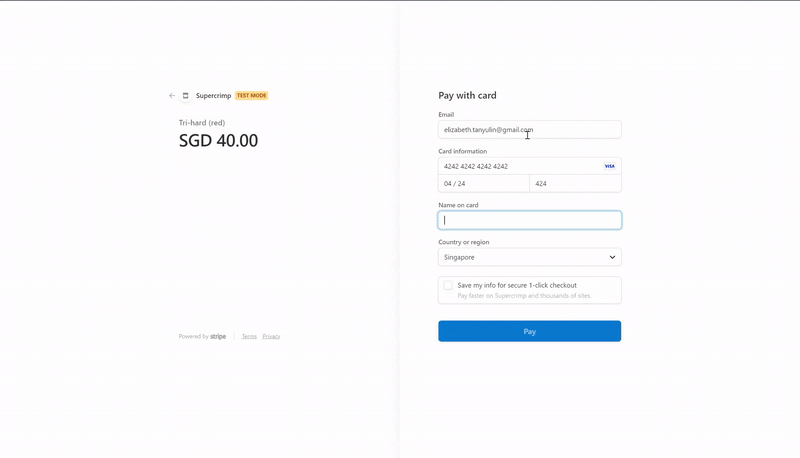 Supercrimp TEST MODE
Tri-hard (red)
SGD 40.00
Powered by stripe Terms Privacy
Pay with card
Email
elizabeth.tanyulin@gmail.com
Card information
4242 4242 4242 4242 VISA
04 / 24 424
Name on card
Country or region
Singapore
Save my info for secure 1-click checkout
Pay faster on Supercrimp and thousands of sites.
Pay